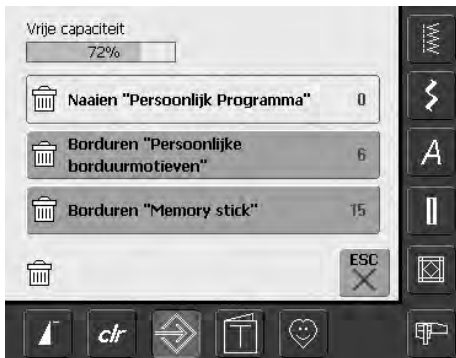 Vrije capaciteit
72%
Naaien "Persoonlijk Programma" 0
Borduren "Persoonlijke
borduurmotieven" 6
Borduren "Memory stick" 15
ESC
A
clr
T